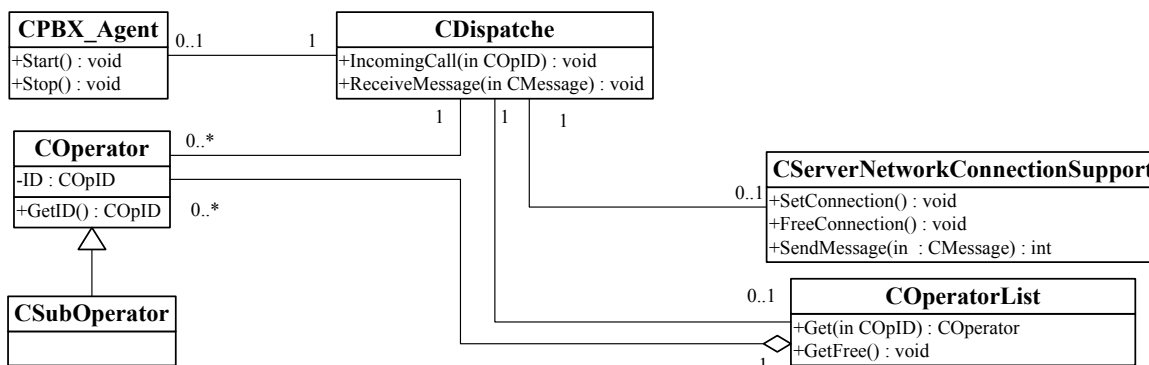 CPBX_Agent
+Start() : void
+Stop() : void
0..1
1
CDispatche
+IncomingCall(in COpID) : void
+ReceiveMessage(in CMessage) : void
1
1
1
COperator
-ID : COpID
+GetID() : COpID
0..*
0..*
CServerNetworkConnectionSupport
0..1
+SetConnection() : void
+FreeConnection() : void
+SendMessage(in : CMessage) : int
CSubOperator
0..1
COperatorList
+Get(in COpID) : COperator
+GetFree() : void
1